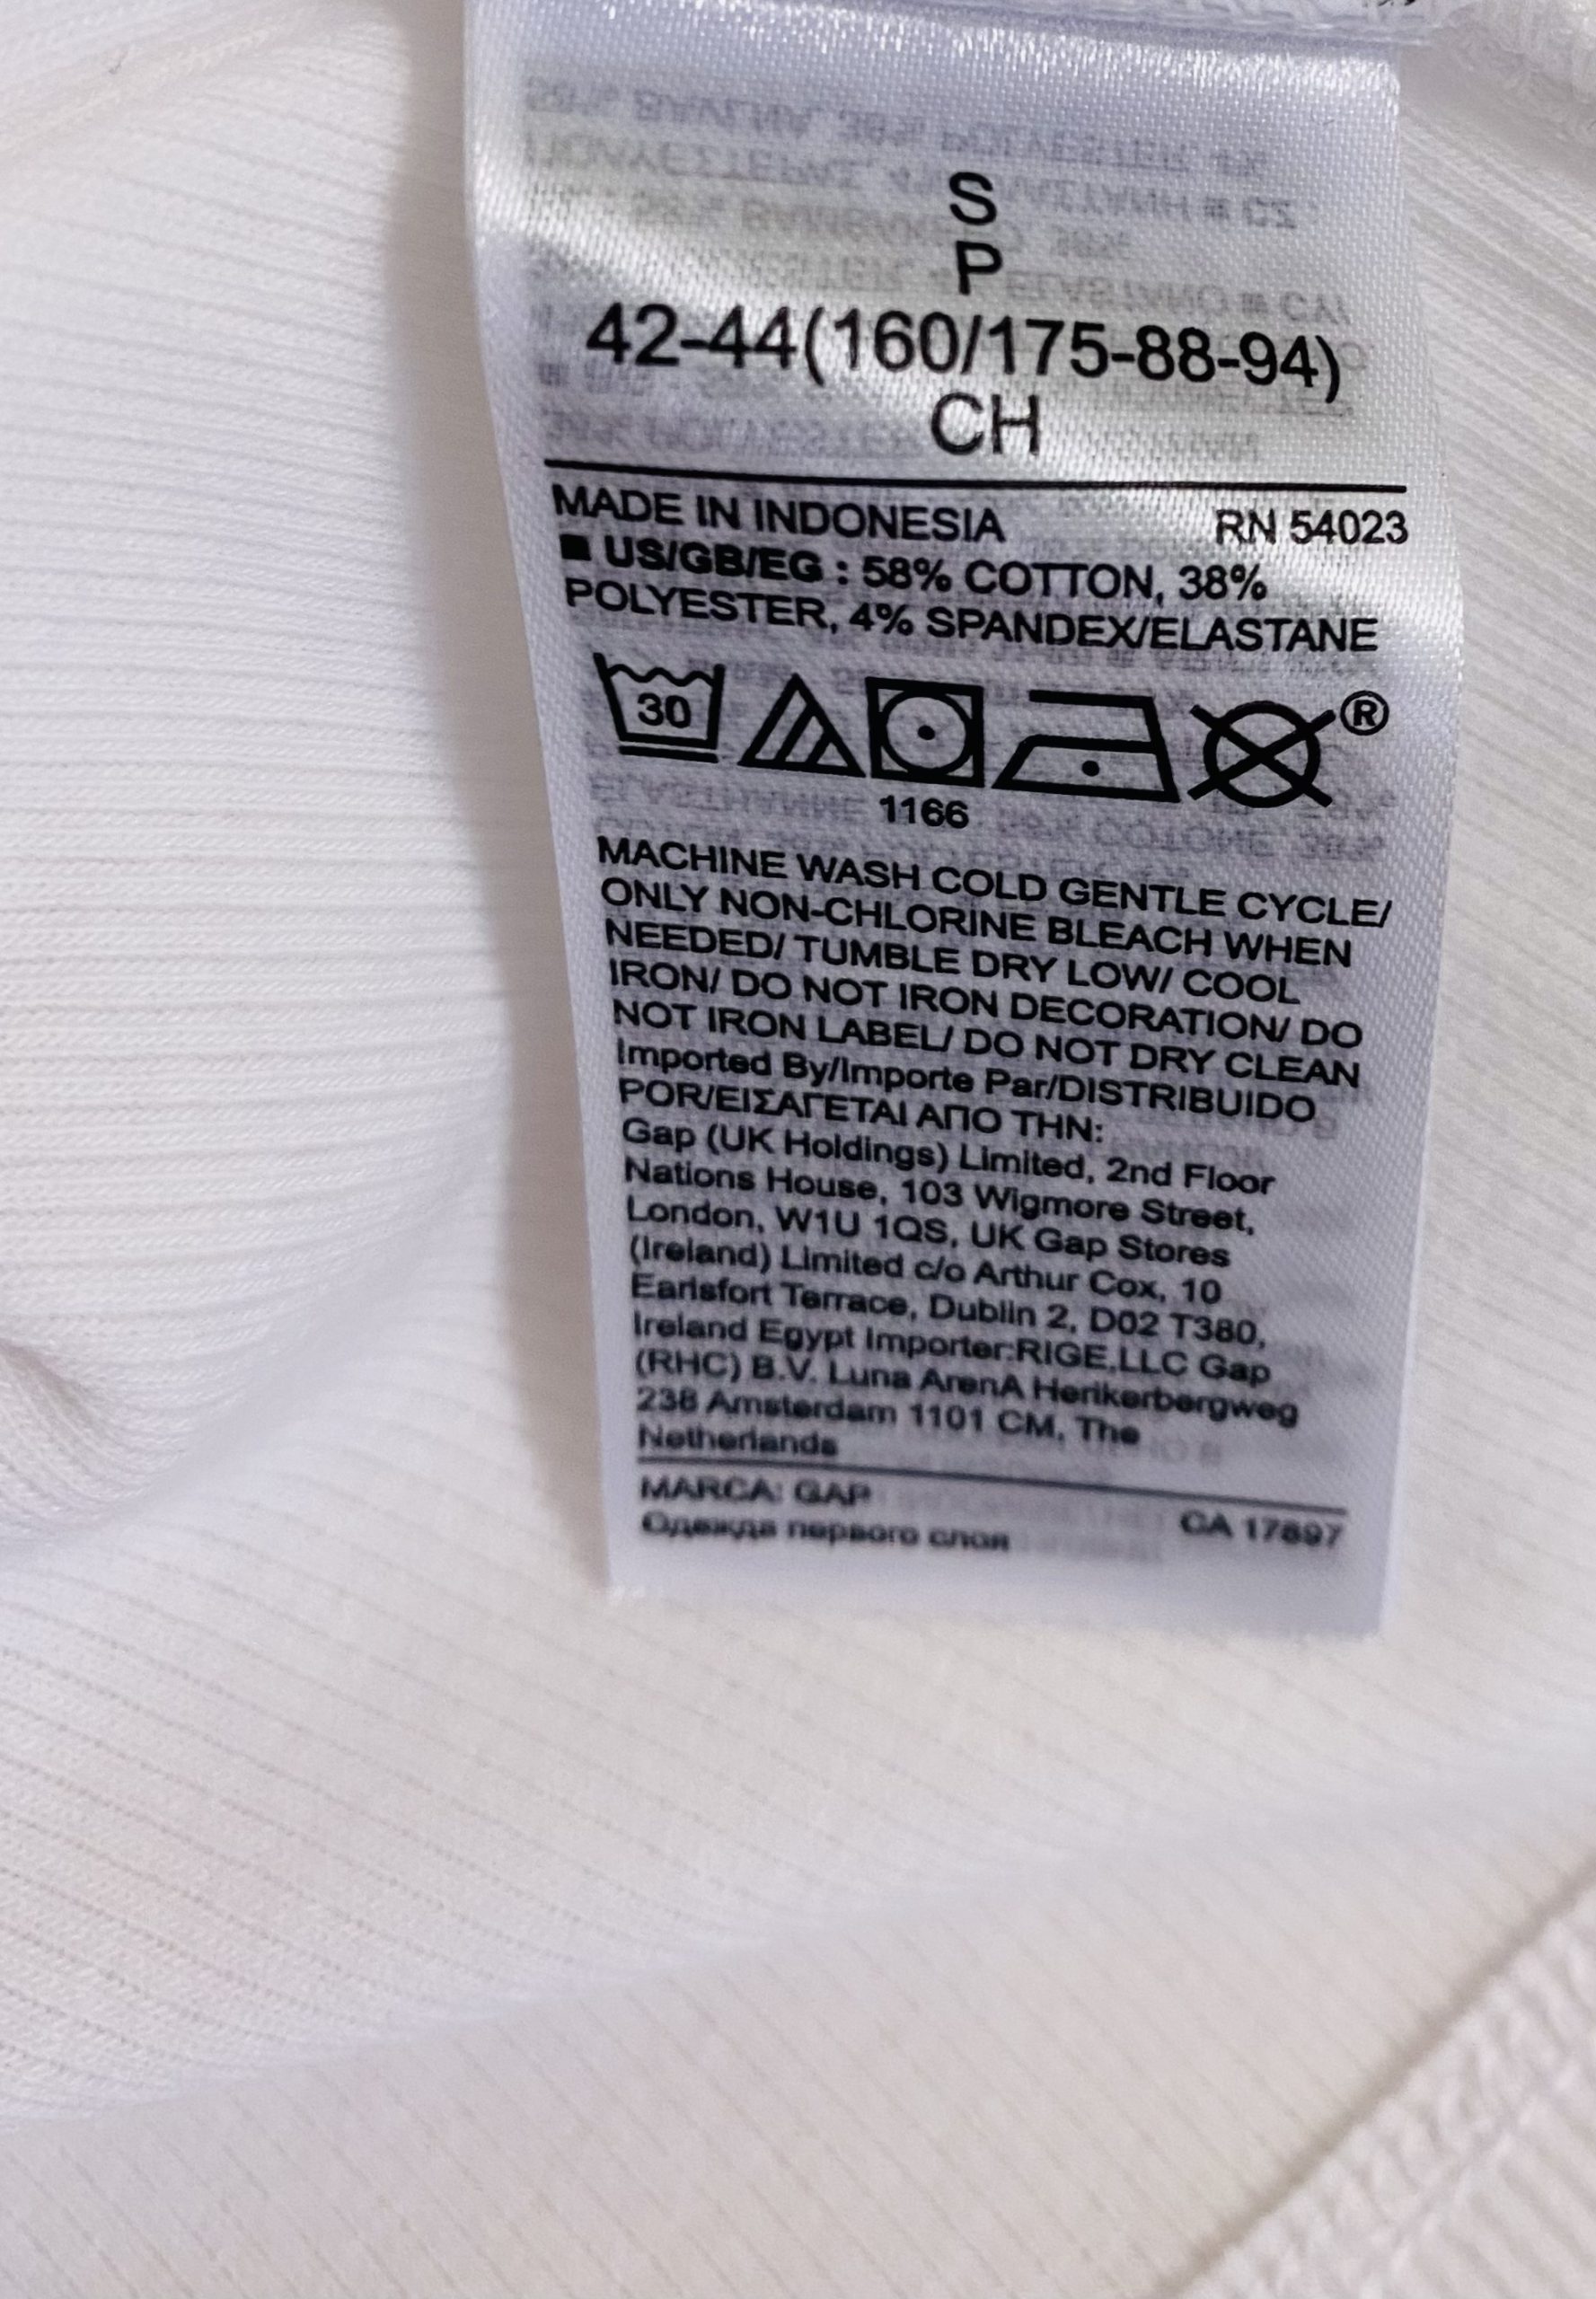 S
P
42-44(160/175-88-94)
CH
MADE IN INDONESIA RN 54023
■ US/GB/EG : 58% COTTON, 38%
POLYESTER, 4% SPANDEX/ELASTANE
30
®
1166
MACHINE WASH COLD GENTLE CYCLE/
ONLY NON-CHLORINE BLEACH WHEN
NEEDED/ TUMBLE DRY LOW/ COOL
IRON/ DO NOT IRON DECORATION/ DO
NOT IRON LABEL/ DO NOT DRY CLEAN
Imported By/Importe Par/DISTRIBUIDO
POR/ΕΙΣΑΓΕΤΑΙ ΑΠΟ ΤΗΝ:
Gap (UK Holdings) Limited, 2nd Floor
Nations House, 103 Wigmore Street,
London, W1U 1QS, UK Gap Stores
(Ireland) Limited c/o Arthur Cox, 10
Earlsfort Terrace, Dublin 2, D02 T380,
Ireland Egypt Importer:RIGE.LLC Gap
(RHC) B.V. Luna ArenA Herikerbergweg
238 Amsterdam 1101 CM, The
Netherlands
MARCA: GAP
Одежда первого слоя CA 17897